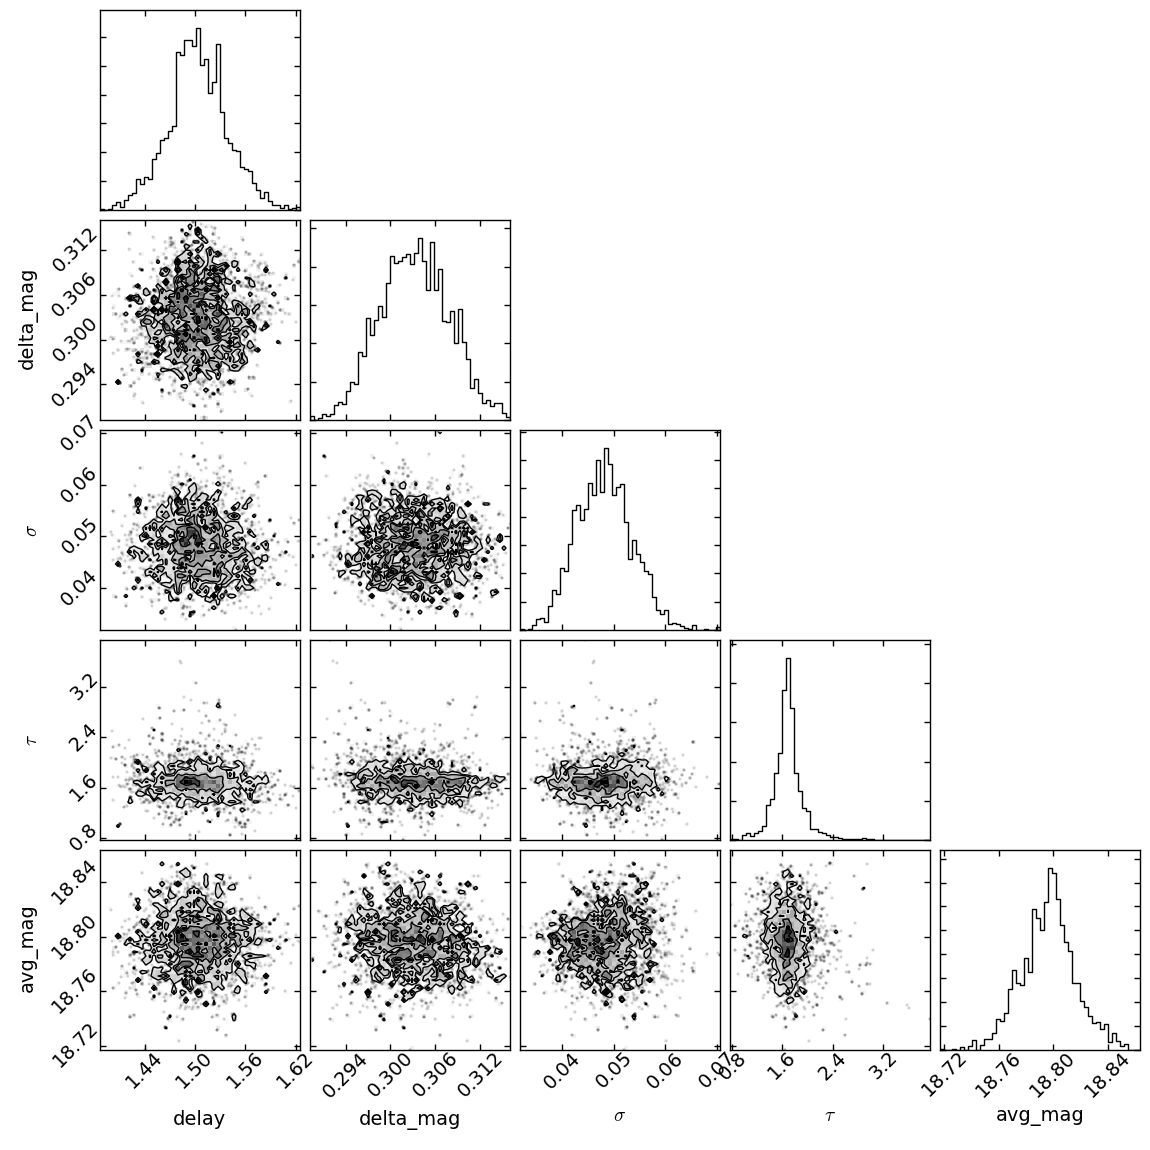 delta_mag
0.312
0.306
0.300
0.294
σ
0.07
0.06
0.05
0.04
τ
3.2
2.4
1.6
0.8
avg_mag
18.84
18.80
18.76
18.72
1.44 1.50 1.56 1.62
0.294 0.300 0.306 0.312
0.04 0.05 0.06 0.07
0.8 1.6 2.4 3.2
18.72 18.76 18.80 18.84
delay delta_mag σ τ avg_mag